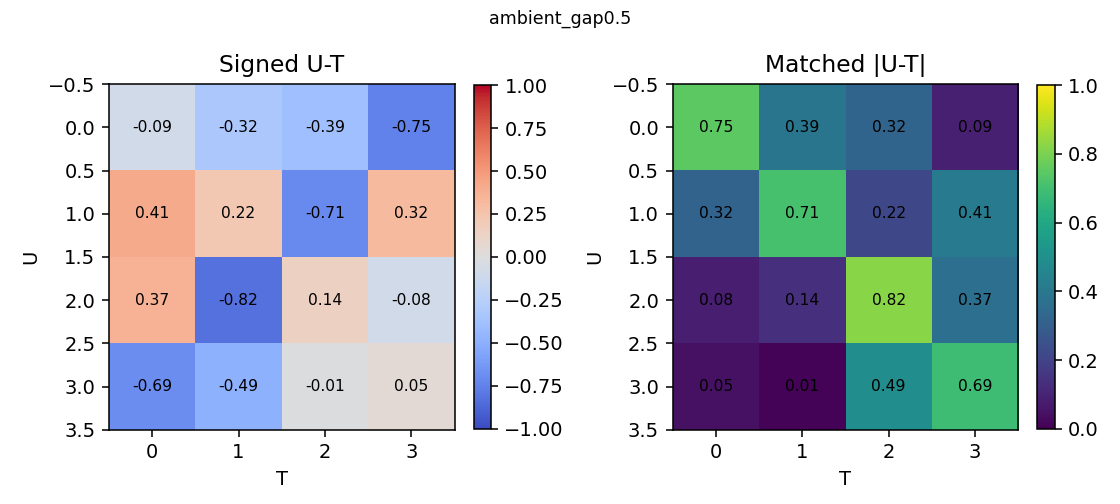 ambient_gap0.5
Signed U-T
−0.5
0.0
0.5
1.0
1.5
2.0
2.5
3.0
3.5
U
-0.09 -0.32 -0.39 -0.75
0.41 0.22 -0.71 0.32
0.37 -0.82 0.14 -0.08
-0.69 -0.49 -0.01 0.05
0 1 2 3
T
1.00
0.75
0.50
0.25
0.00
−0.25
−0.50
−0.75
−1.00
Matched |U-T|
−0.5
0.0
0.5
1.0
1.5
2.0
2.5
3.0
3.5
U
0.75 0.39 0.32 0.09
0.32 0.71 0.22 0.41
0.08 0.14 0.82 0.37
0.05 0.01 0.49 0.69
0 1 2 3
T
1.0
0.8
0.6
0.4
0.2
0.0